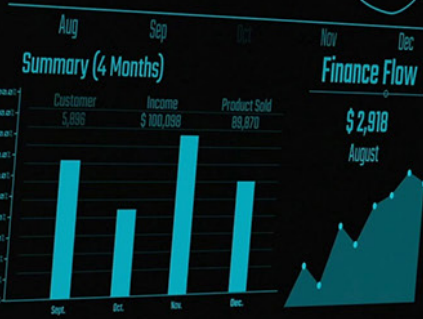 Aug Sep Oct Nov Dec
Summary (4 Months)
Finance Flow
Customer Income Product Sold
5,896 $ 100,098 89,870
$ 2,918
August
Sept. Oct. Nov. Dec.